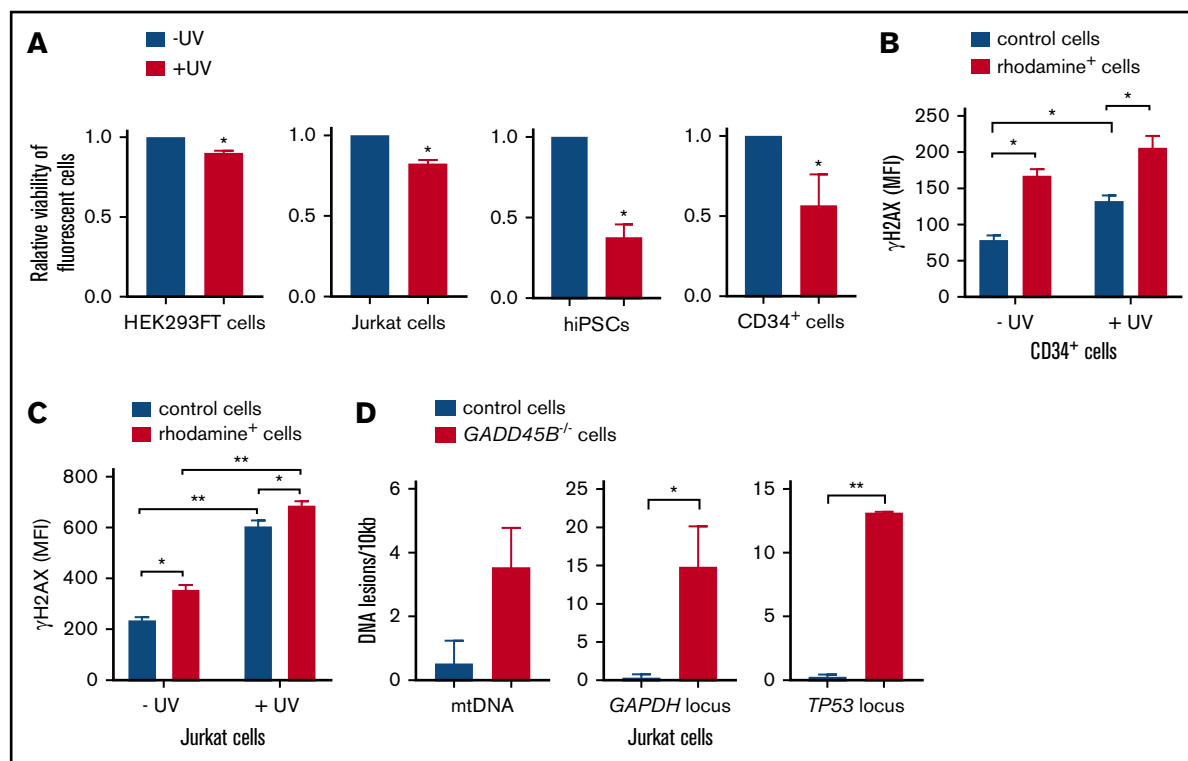 A
-UV
+UV
Ralative viability of
fluorescent cells
1.0
0.5
0.0
*
HEK293FT cells
1.0
0.5
0.0
*
Jurkat cells
1.0
0.5
0.0
*
hiPSCs
1.0
0.5
0.0
*
CD34+ cells
B
control cells
rhodamine+ cells
γH2AX (MFI)
250
200
150
100
50
0
*
*
*
- UV
+ UV
CD34+ cells
C
control cells
rhodamine+ cells
γH2AX (MFI)
800
600
400
200
0
**
**
*
*
- UV
+ UV
Jurkat cells
D
control cells
GADD45B-/- cells
DNA lesions/10kb
6
4
2
0
mtDNA
25
20
15
10
5
0
*
GAPDH locus
15
10
5
0
**
TP53 locus
Jurkat cells